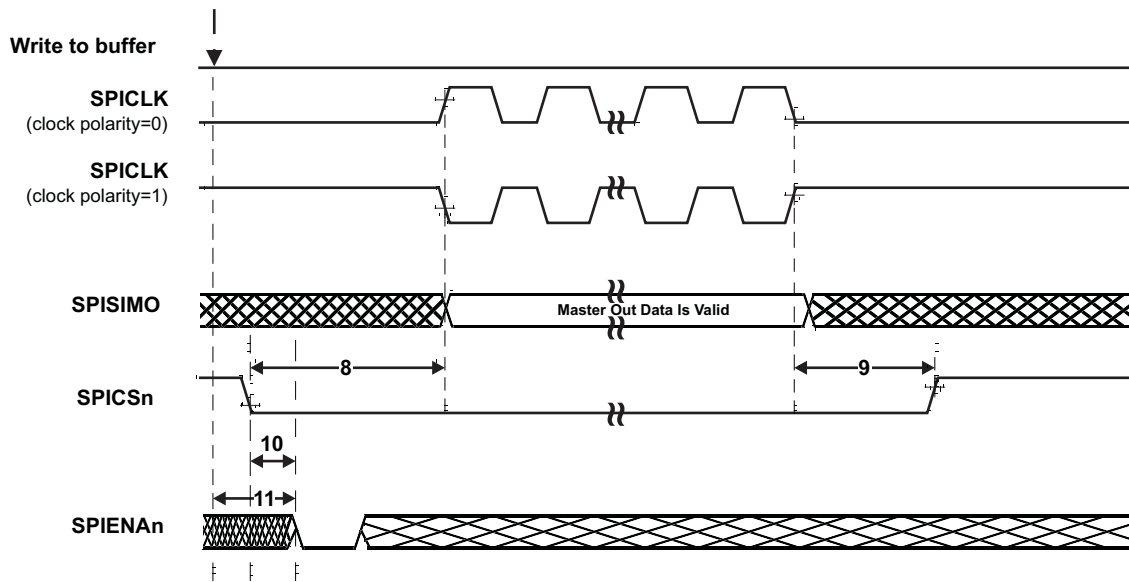 Write to buffer
SPICLK
(clock polarity=0)
SPICLK
(clock polarity=1)
SPISIMO
Master Out Data Is Valid
8
9
SPICSn
10
11
SPIENAn